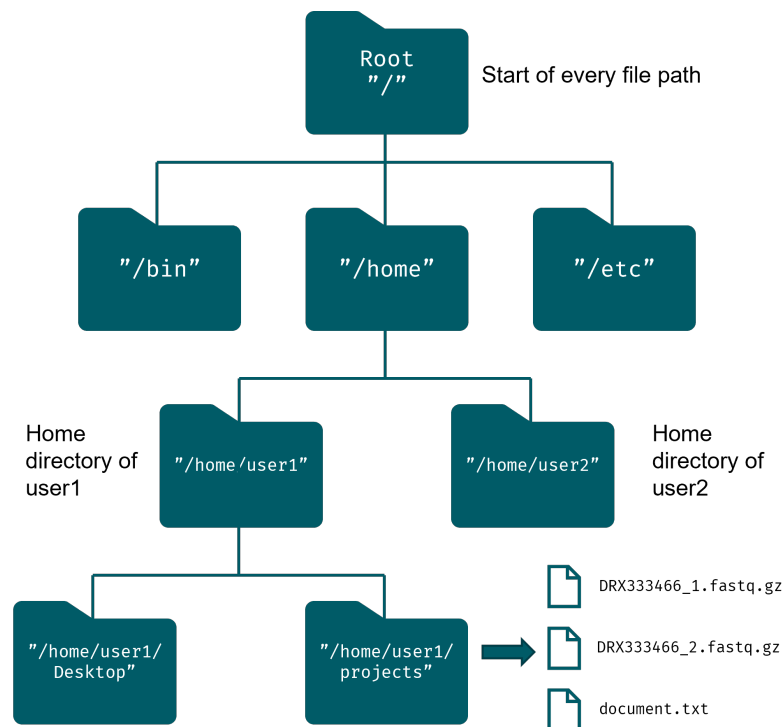 Root
”/”
Start of every file path
”/bin”
”/home”
”/etc”
Home
directory of
user1
”/home/user1”
”/home/user2”
Home
directory of
user2
”/home/user1/
Desktop”
”/home/user1/
projects”
DRX333466_1.fastq.gz
DRX333466_2.fastq.gz
document.txt